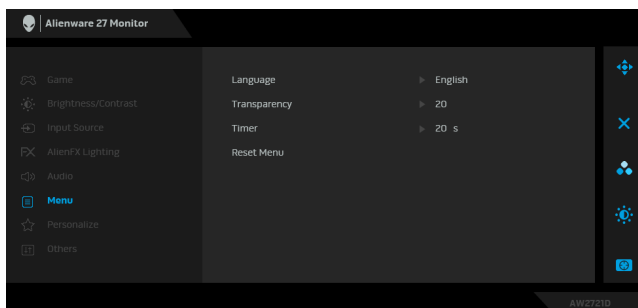 Alienware 27 Monitor
Game
Brightness/Contrast
Input Source
FX AlienFX Lighting
Audio
Menu
Personalize
Others
Language English
Transparency 20
Timer 20 s
Reset Menu
AW2721D